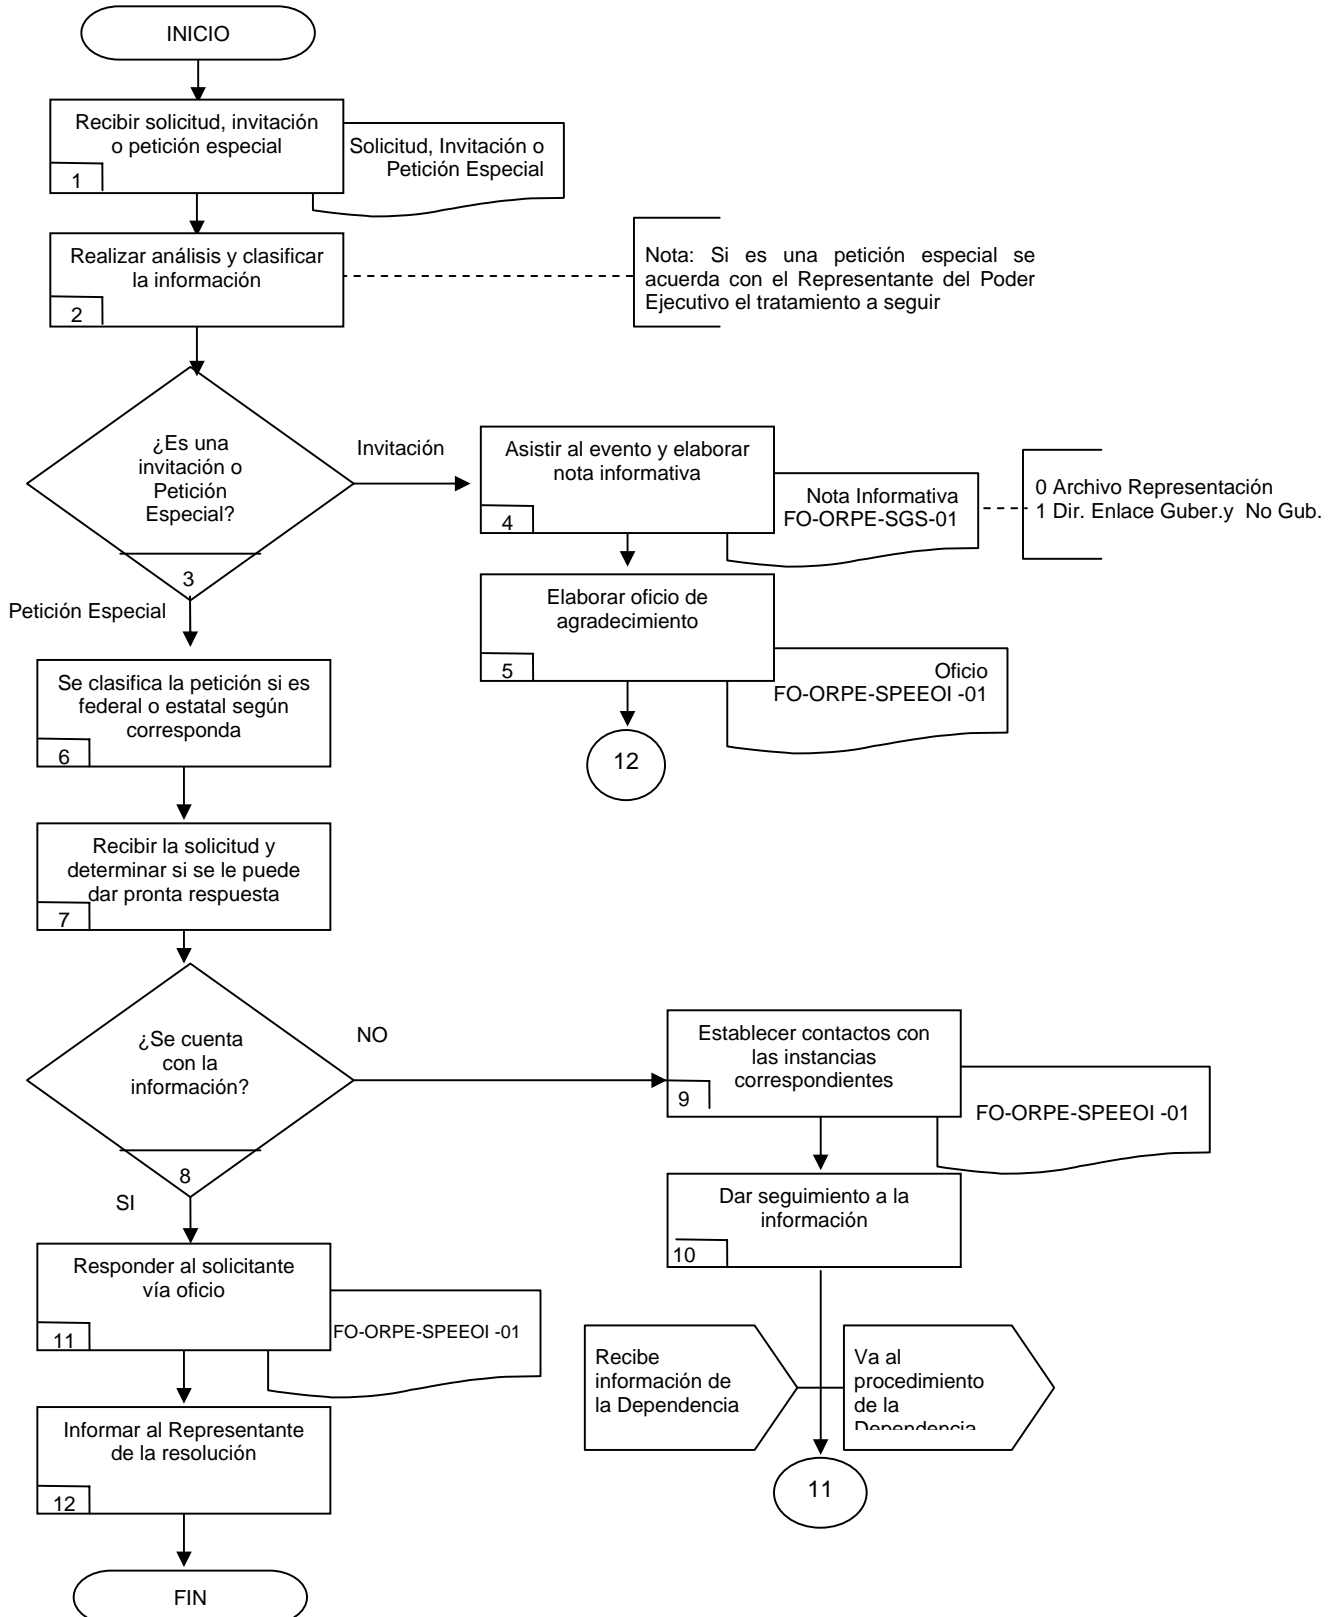 INICIO
Recibir solicitud, invitación
o petición especial
1
Solicitud, Invitación o
Petición Especial
Realizar análisis y clasificar
la información
2
Nota: Si es una petición especial se
acuerda con el Representante del Poder
Ejecutivo el tratamiento a seguir
¿Es una
invitación o
Petición
Especial?
3
Invitación
Asistir al evento y elaborar
nota informativa
4
Nota Informativa
FO-ORPE-SGS-01
0 Archivo Representación
1 Dir. Enlace Guber.y No Gub.
Elaborar oficio de
agradecimiento
5
Oficio
FO-ORPE-SPEEOI -01
12
Petición Especial
Se clasifica la petición si es
federal o estatal según
corresponda
6
Recibir la solicitud y
determinar si se le puede
dar pronta respuesta
7
¿Se cuenta
con la
información?
8
NO
Establecer contactos con
las instancias
correspondientes
9
FO-ORPE-SPEEOI -01
Dar seguimiento a la
información
10
Recibe
información de
la Dependencia
Va al
procedimiento
de la
Dependencia
11
SI
Responder al solicitante
vía oficio
11
FO-ORPE-SPEEOI -01
Informar al Representante
de la resolución
12
FIN